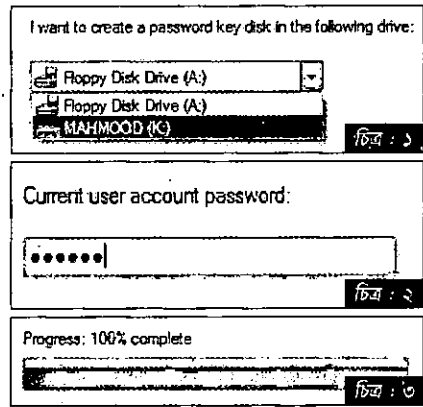 I want to create a password key disk in the following drive:
Floppy Disk Drive (A:)
Floppy Disk Drive (A:)
MAHMOOD (K:)
চিত্র : ১
Current user account password:
●●●●●●
চিত্র : ২
Progress: 100% complete
চিত্র : ৩